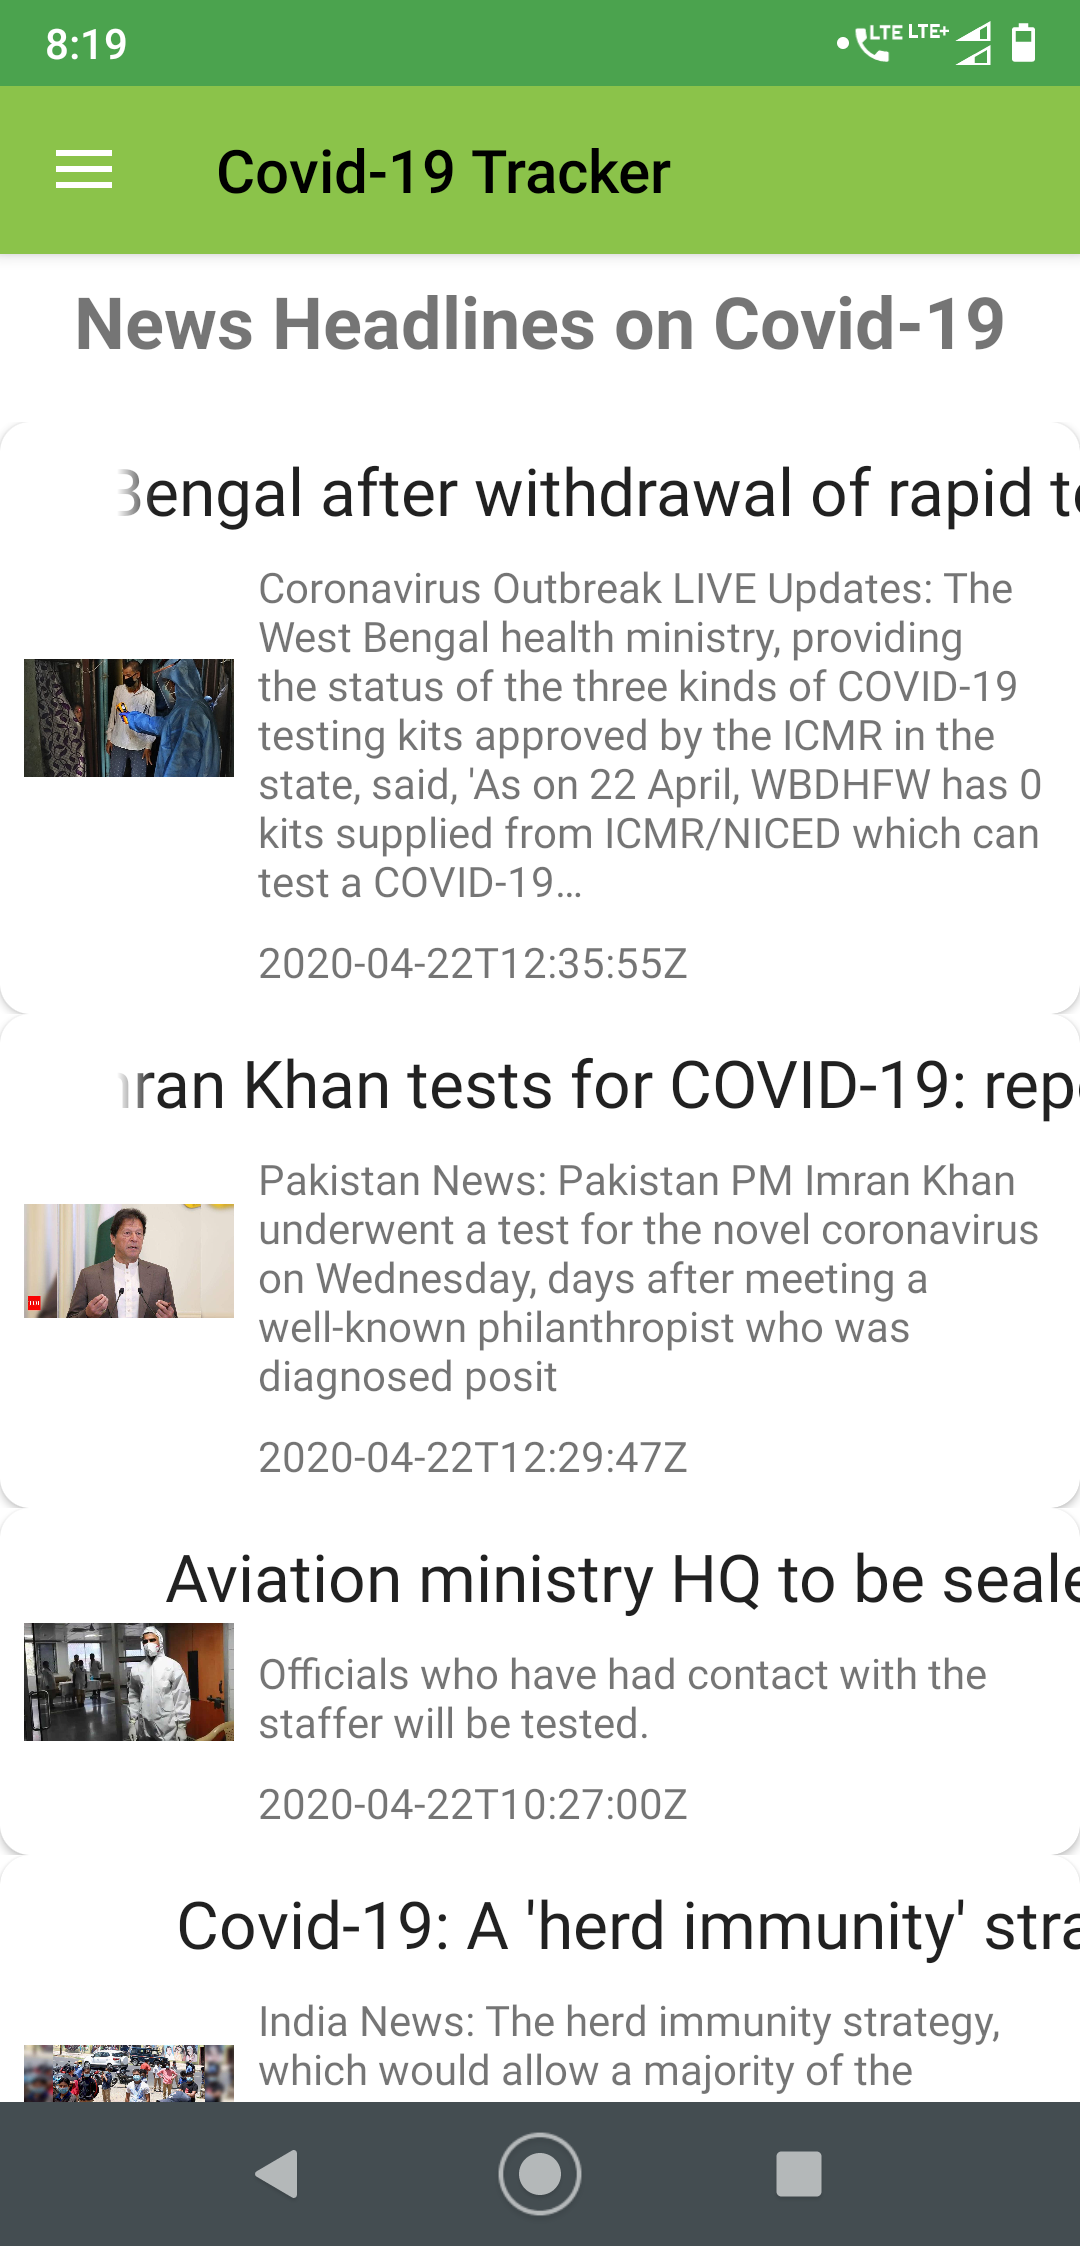 8:19
LTE LTE+
Covid-19 Tracker
News Headlines on Covid-19
Bengal after withdrawal of rapid
Coronavirus Outbreak LIVE Updates: The
West Bengal health ministry, providing
the status of the three kinds of COVID-19
testing kits approved by the ICMR in the
state, said, 'As on 22 April, WBDHFW has 0
kits supplied from ICMR/NICED which can
test a COVID-19...
2020-04-22T12:35:55Z
Khan tests for COVID-19:
Pakistan News: Pakistan PM Imran Khan
underwent a test for the novel coronavirus
on Wednesday, days after meeting a
well-known philanthropist who was
diagnosed posit
2020-04-22T12:29:47Z
Aviation ministry HQ to be seale
Officials who have had contact with the
staffer will be tested.
2020-04-22T10:27:00Z
Covid-19: A 'herd immunity' stra
India News: The herd immunity strategy,
which would allow a majority of the